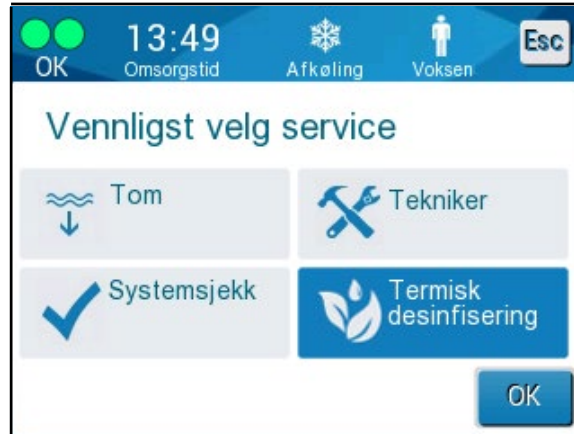 OK
13:49
Omsorgstid
Afkøling
Voksen
Esc
Vennligst velg service
Tom
Tekniker
Systemsjekk
Termisk
desinfisering
OK